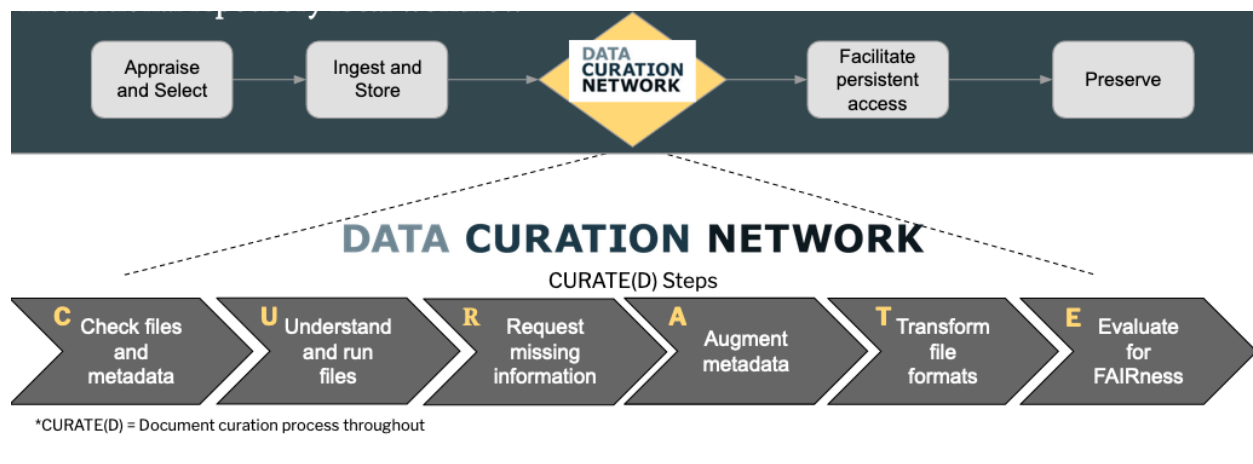 Appraise
and Select
Ingest and
Store
DATA
CURATION
NETWORK
Facilitate
persistent
access
Preserve
DATA CURATION NETWORK
CURATE(D) Steps
C
Check files
and
metadata
U
Understand
and run
files
R
Request
missing
information
A
Augment
metadata
T
Transform
file
formats
E
Evaluate
for
FAIRness
*CURATE(D) = Document curation process throughout